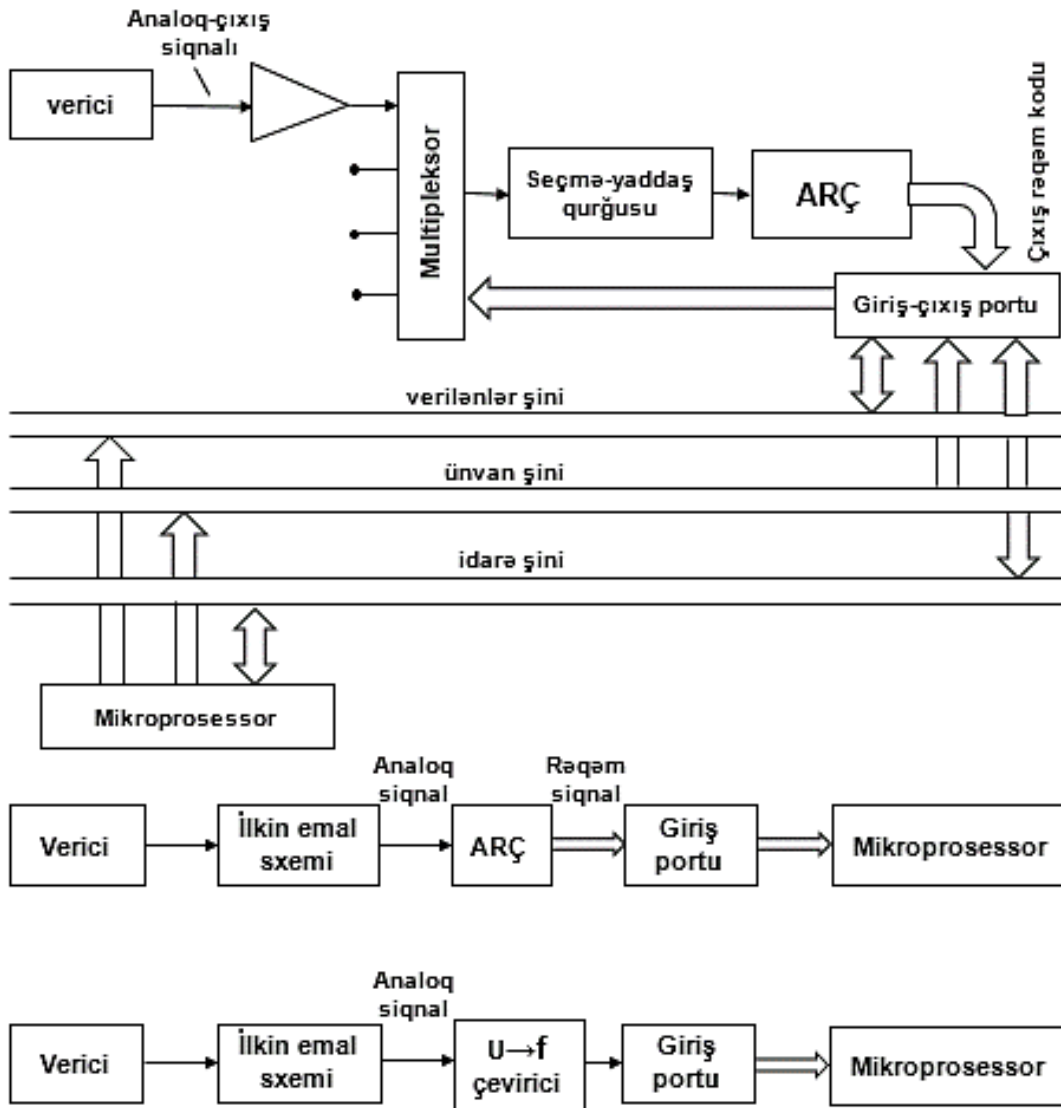 Analoq-çıxış
siqnalı
verici
Multipleksor
Seçmə-yaddaş
qurğusu
ARÇ
Çıxış rəqəm kodu
Giriş-çıxış portu
verilənlər şini
ünvan şini
idarə şini
Mikroprosessor
Analoq
siqnal
Rəqəm
siqnal
Verici
İlkin emal
sxemi
ARÇ
Giriş
portu
Mikroprosessor
Analoq
siqnal
Verici
İlkin emal
sxemi
U→f
çevirici
Giriş
portu
Mikroprosessor